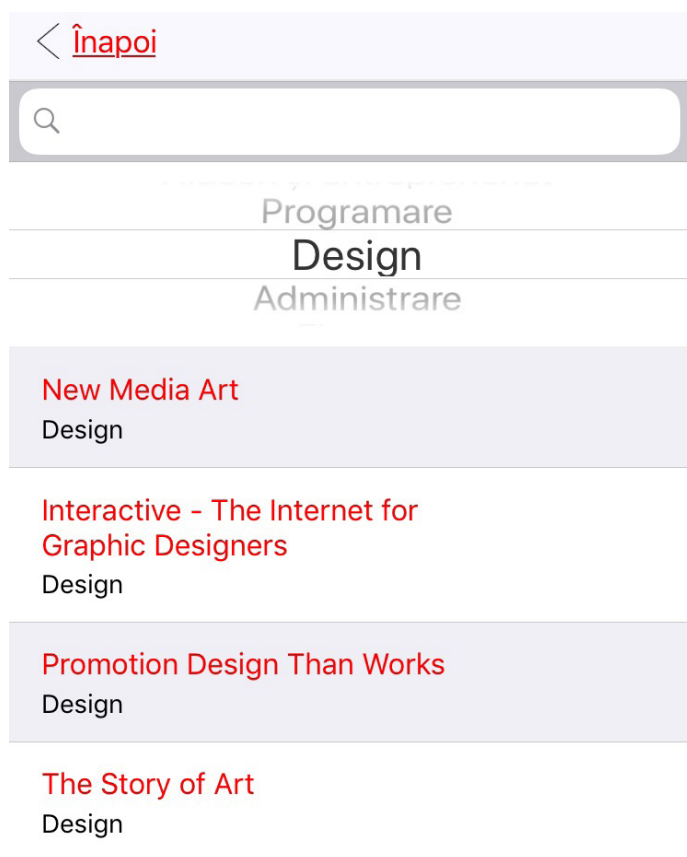 Înapoi
Programare
Design
Administrare
New Media Art
Design
Interactive - The Internet for
Graphic Designers
Design
Promotion Design Than Works
Design
The Story of Art
Design